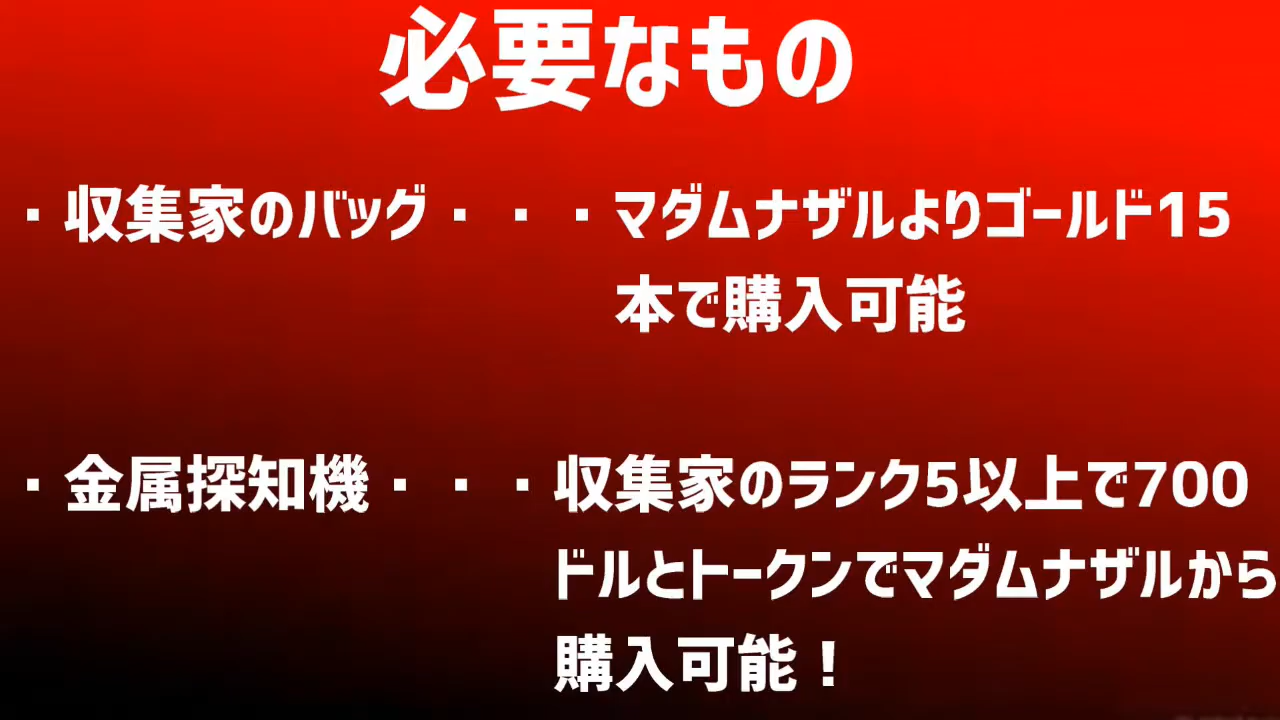 必要なもの
・収集家のバッグ・・・マダムナザルよりゴールド15
本で購入可能
・金属探知機・・・収集家のランク5以上で700
ドルとトークンでマダムナザルから
購入可能！